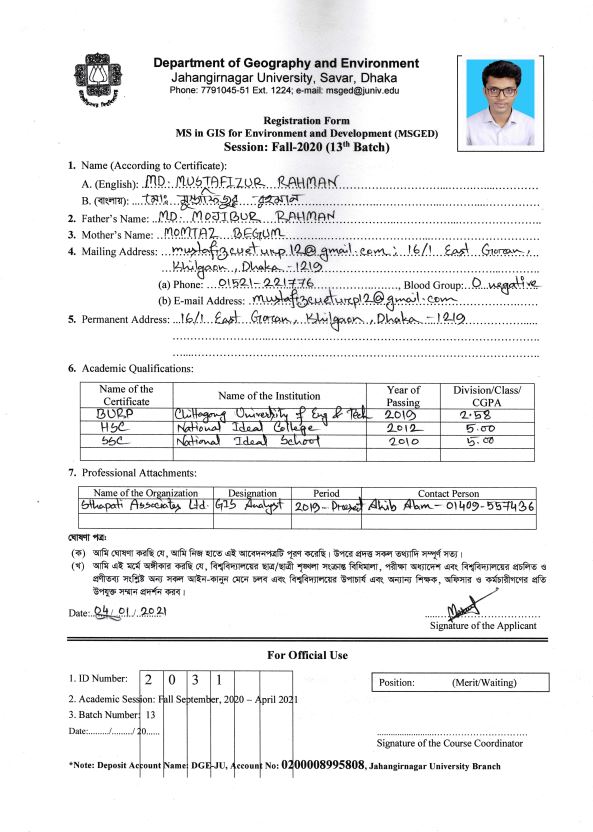 Department of Geography and Environment
Jahangirnagar University, Savar, Dhaka
Phone: 7791045-51 Ext. 1224; e-mail: msged@juniv.edu
Registration Form
MS in GIS for Environment and Development (MSGED)
Session: Fall-2020 (13th Batch)
1. Name (According to Certificate):
A. (English): MD. MUSTAFIZUR RAHMAN
B. (বাংলায়): মোঃ মুস্তাফিজুর রহমান
2. Father's Name: MD. MOJIBUR RAHMAN
3. Mother's Name: MOMTAZ BEGUM
4. Mailing Address: mustafizcueturp12@gmail.com; 16/1 East Goran,
Khilgaon, Dhaka-1219
(a) Phone: 01521-221776, Blood Group: O negative
(b) E-mail Address: mustafizcueturp12@gmail.com
5. Permanent Address: 16/1 East Goran, Khilgaon, Dhaka-1219
6. Academic Qualifications:
Name of the Certificate Name of the Institution Year of Passing Division/Class/CGPA
BURP Chittagong University of Eng & Tech 2019 2.58
HSC National Ideal College 2012 5.00
SSC National Ideal School 2010 5.00
7. Professional Attachments:
Name of the Organization Designation Period Contact Person
Sthapati Associates Ltd. GIS Analyst 2019-Present Ahib Alam-01409-557436
ঘোষণা পত্র:
(ক) আমি ঘোষণা করছি যে, আমি নিজ হাতে এই আবেদনপত্রটি পূরণ করেছি। উপরে প্রদত্ত সকল তথ্যাদি সম্পূর্ণ সত্য।
(খ) আমি এই মর্মে অঙ্গীকার করছি যে, বিশ্ববিদ্যালয়ের ছাত্র/ছাত্রী শৃঙ্খলা সংক্রান্ত বিধিমালা, পরীক্ষা অধ্যাদেশ এবং বিশ্ববিদ্যালয়ের প্রচলিত ও
প্রণীতব্য সংশ্লিষ্ট অন্য সকল আইন-কানুন মেনে চলব এবং বিশ্ববিদ্যালয়ের উপাচার্য এবং অন্যান্য শিক্ষক, অফিসার ও কর্মচারীগণের প্রতি
উপযুক্ত সম্মান প্রদর্শন করব।
Date: 04/01/2021
Signature of the Applicant
For Official Use
1. ID Number: 2 0 3 1
Position: (Merit/Waiting)
2. Academic Session: Fall September, 2020 – April 2021
3. Batch Number: 13
Date:........./........./ 20......
Signature of the Course Coordinator
*Note: Deposit Account Name: DGE-JU, Account No: 0200008995808, Jahangirnagar University Branch